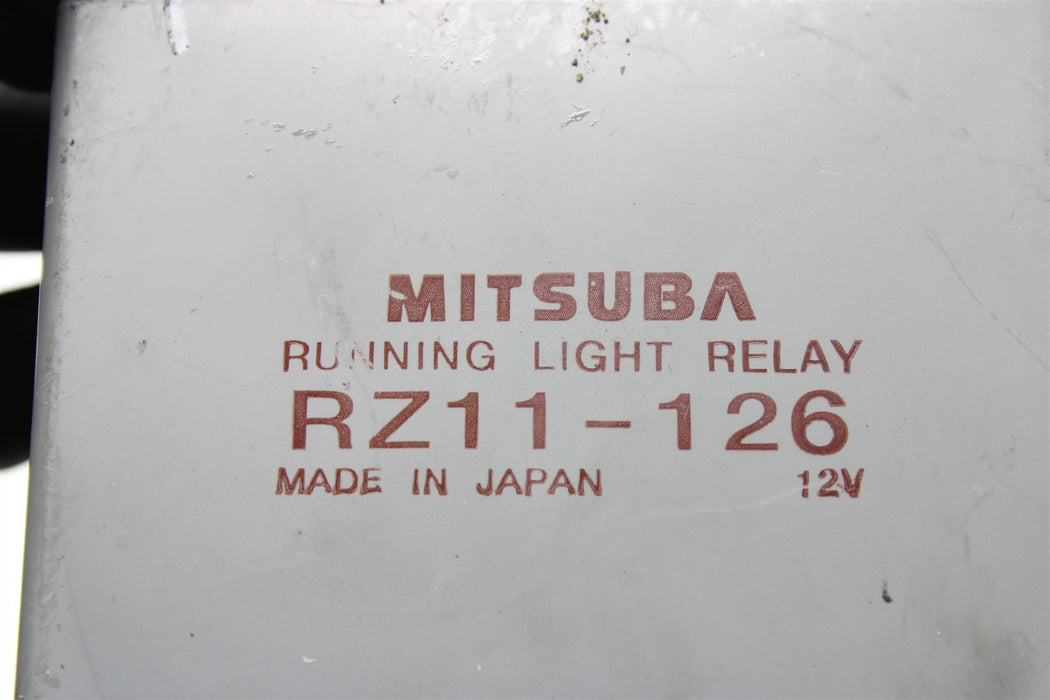 MITSUBA
RUNNING LIGHT RELAY
RZ11-126
MADE IN JAPAN 12V